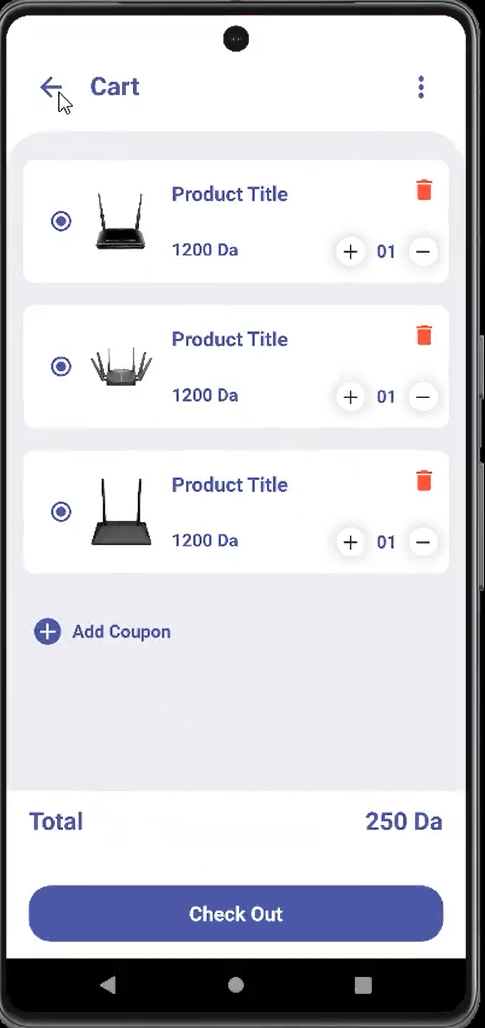 Cart
Product Title
1200 Da
01
Product Title
1200 Da
01
Product Title
1200 Da
01
Add Coupon
Total 250 Da
Check Out